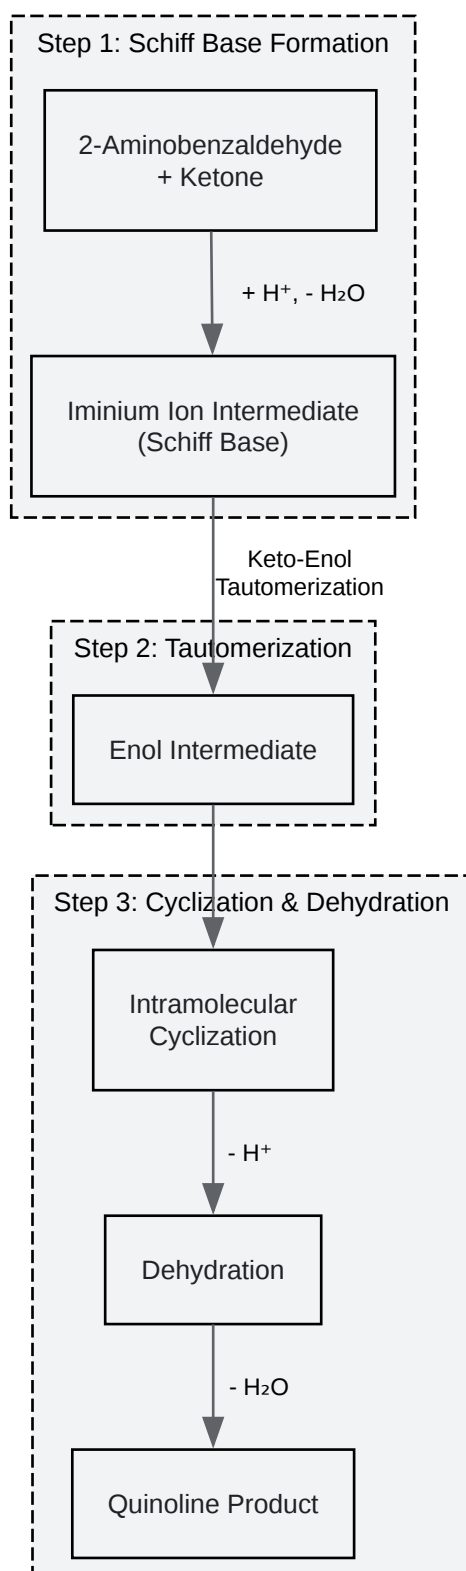 Step 1: Schiff Base Formation
2-Aminobenzaldehyde
+ Ketone
+ H⁺, - H₂O
Iminium Ion Intermediate
(Schiff Base)
Keto-Enol
Tautomerization
Step 2: Tautomerization
Enol Intermediate
Step 3: Cyclization & Dehydration
Intramolecular
Cyclization
- H⁺
Dehydration
- H₂O
Quinoline Product